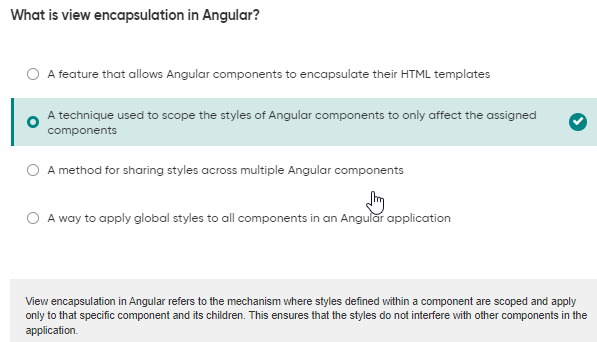 What is view encapsulation in Angular?
A feature that allows Angular components to encapsulate their HTML templates
A technique used to scope the styles of Angular components to only affect the assigned
components
A method for sharing styles across multiple Angular components
A way to apply global styles to all components in an Angular application
View encapsulation in Angular refers to the mechanism where styles defined within a component are scoped and apply
only to that specific component and its children. This ensures that the styles do not interfere with other components in the
application.